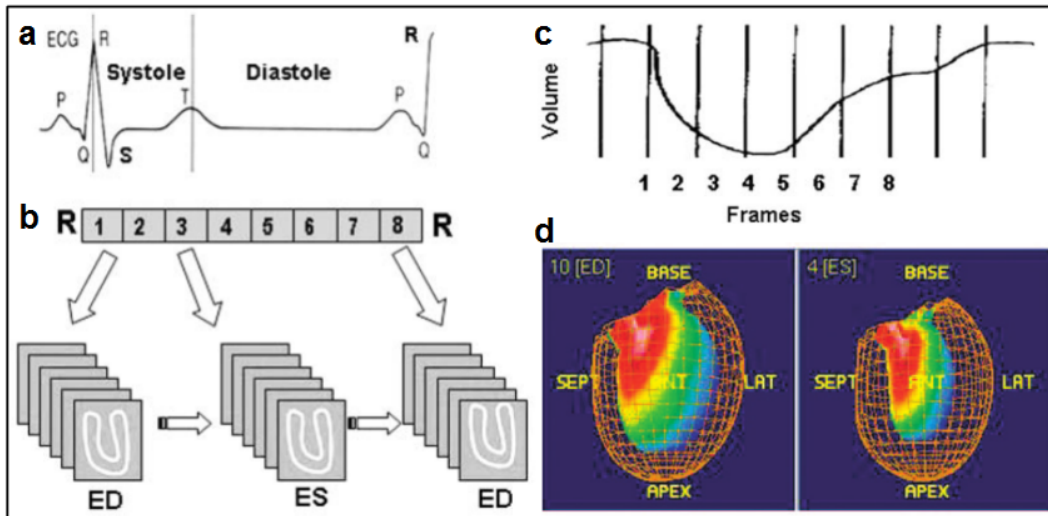 a
ECG R R
Systole Diastole
P T P
Q S Q
b
R 1 2 3 4 5 6 7 8 R
ED ES ED
c
Volume
1 2 3 4 5 6 7 8
Frames
d
10 [ED] BASE
SEPT ANT LAT
APEX
4 [ES] BASE
SEPT ANT LAT
APEX